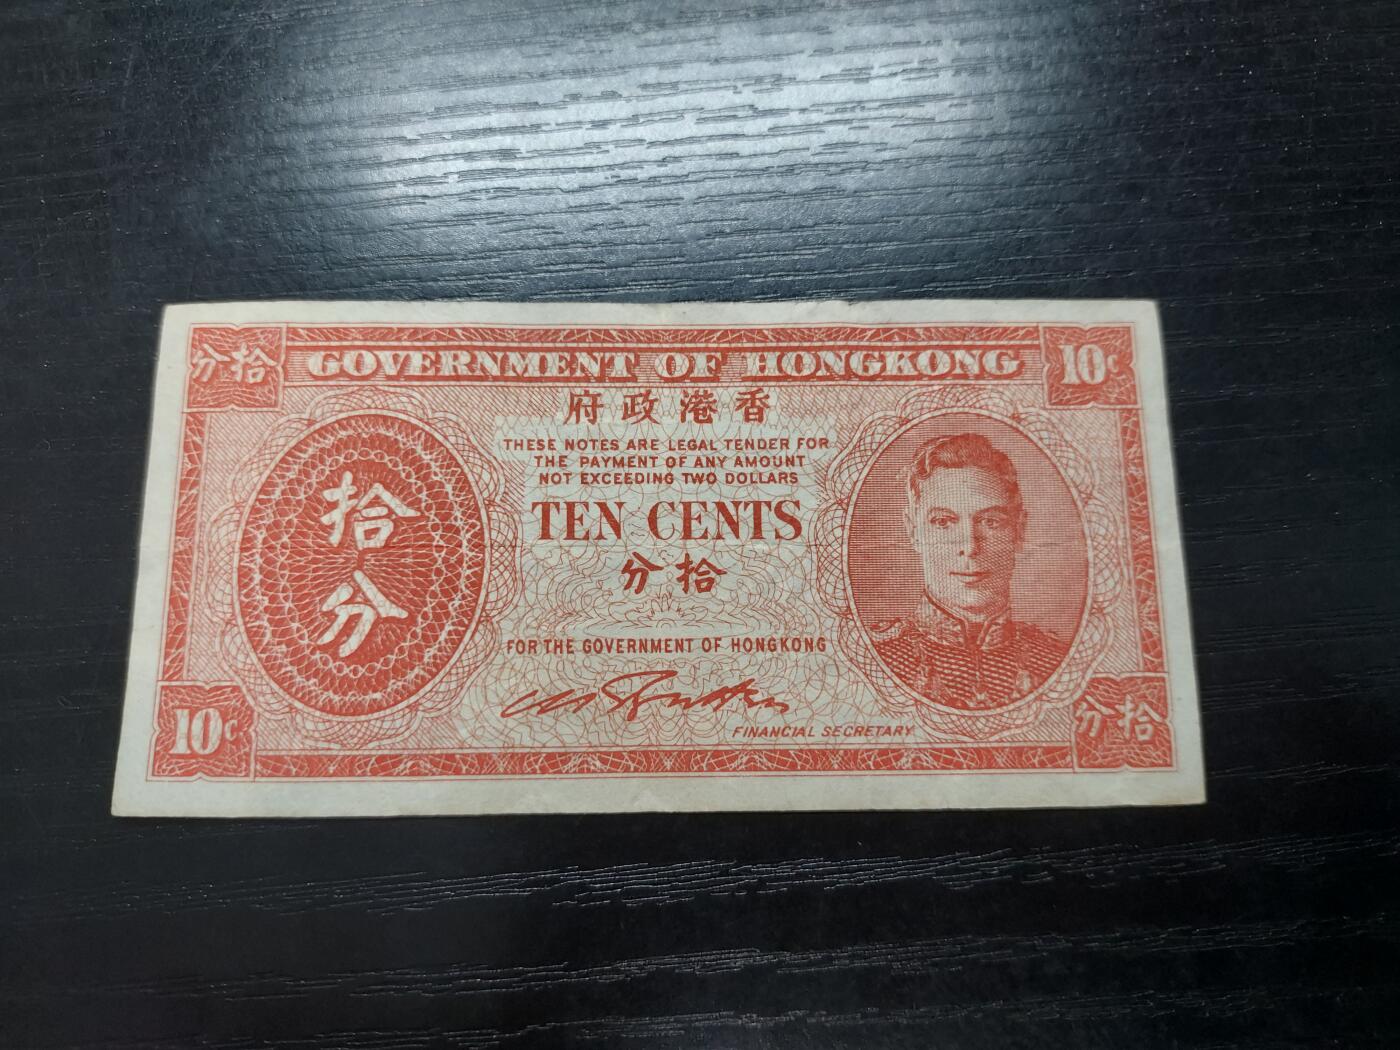 分拾 GOVERNMENT OF HONGKONG 10c
府政港香
THESE NOTES ARE LEGAL TENDER FOR
THE PAYMENT OF ANY AMOUNT
NOT EXCEEDING TWO DOLLARS
拾
分
TEN CENTS
分拾
FOR THE GOVERNMENT OF HONGKONG
FINANCIAL SECRETARY
10c 分拾